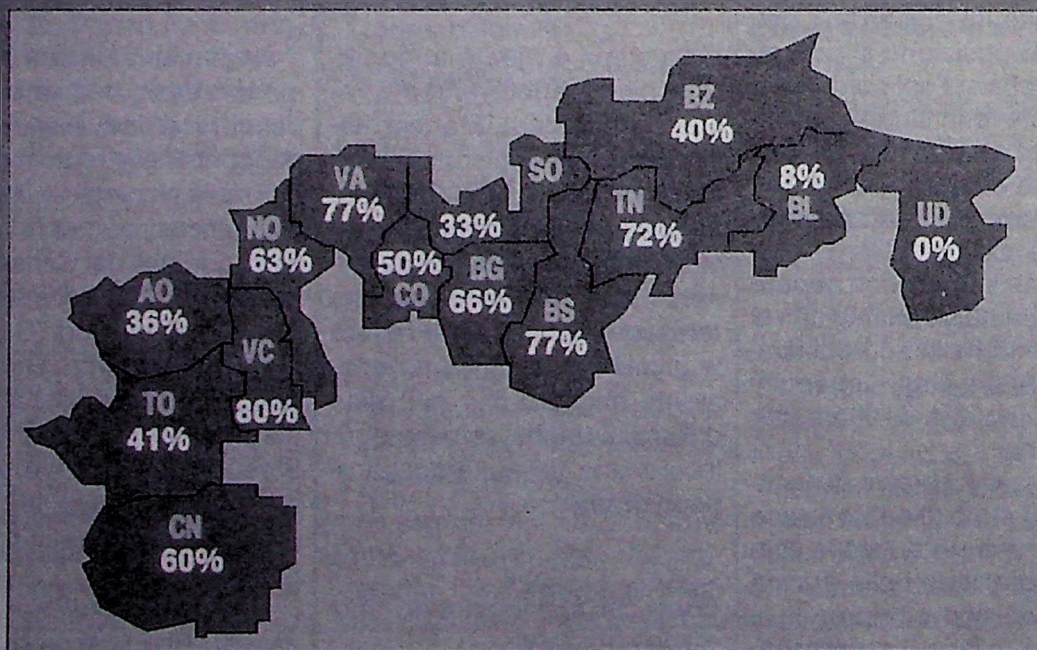 BZ
40%
SO
VA
77%
8%
BL
TN
72%
UD
0%
NO
63%
33%
50%
CO
BG
66%
AO
36%
BS
77%
VC
80%
TO
41%
CN
60%